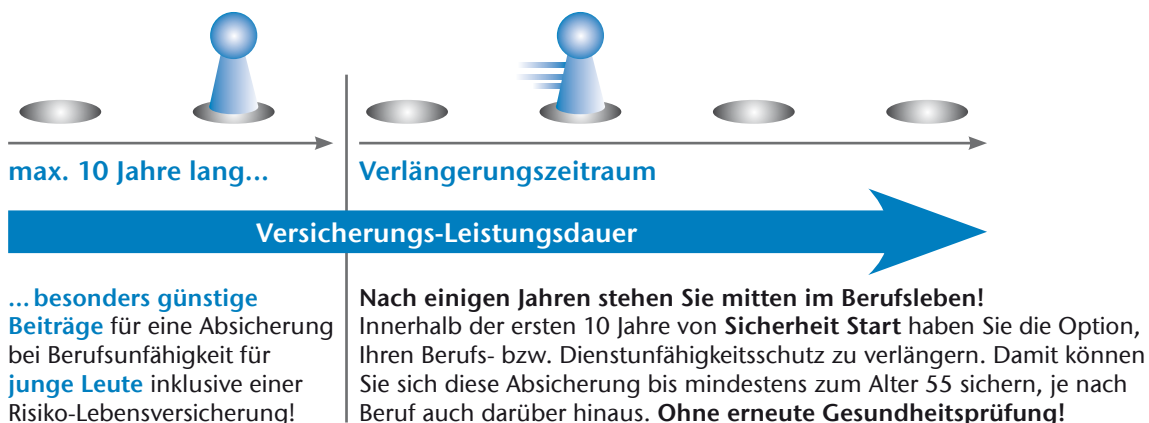 max. 10 Jahre lang...
Verlängerungszeitraum
Versicherungs-Leistungsdauer
... besonders günstige
Beiträge für eine Absicherung
bei Berufsunfähigkeit für
junge Leute inklusive einer
Risiko-Lebensversicherung!
Nach einigen Jahren stehen Sie mitten im Berufsleben!
Innerhalb der ersten 10 Jahre von Sicherheit Start haben Sie die Option,
Ihren Berufs- bzw. Dienstunfähigkeitsschutz zu verlängern. Damit können
Sie sich diese Absicherung bis mindestens zum Alter 55 sichern, je nach
Beruf auch darüber hinaus. Ohne erneute Gesundheitsprüfung!